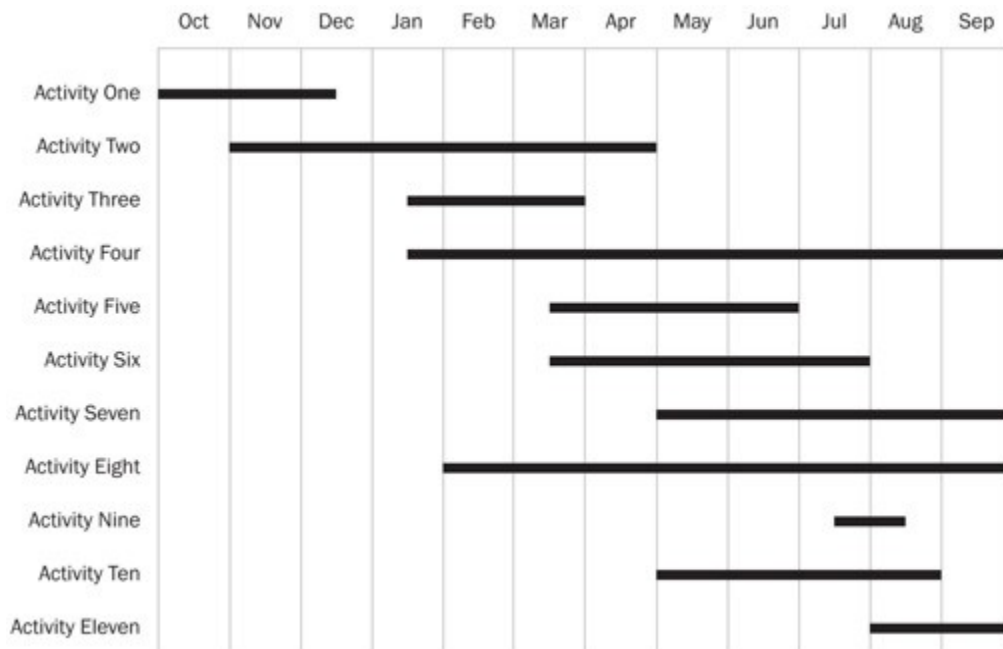 Oct Nov Dec Jan Feb Mar Apr May Jun Jul Aug Sep
Activity One
Activity Two
Activity Three
Activity Four
Activity Five
Activity Six
Activity Seven
Activity Eight
Activity Nine
Activity Ten
Activity Eleven